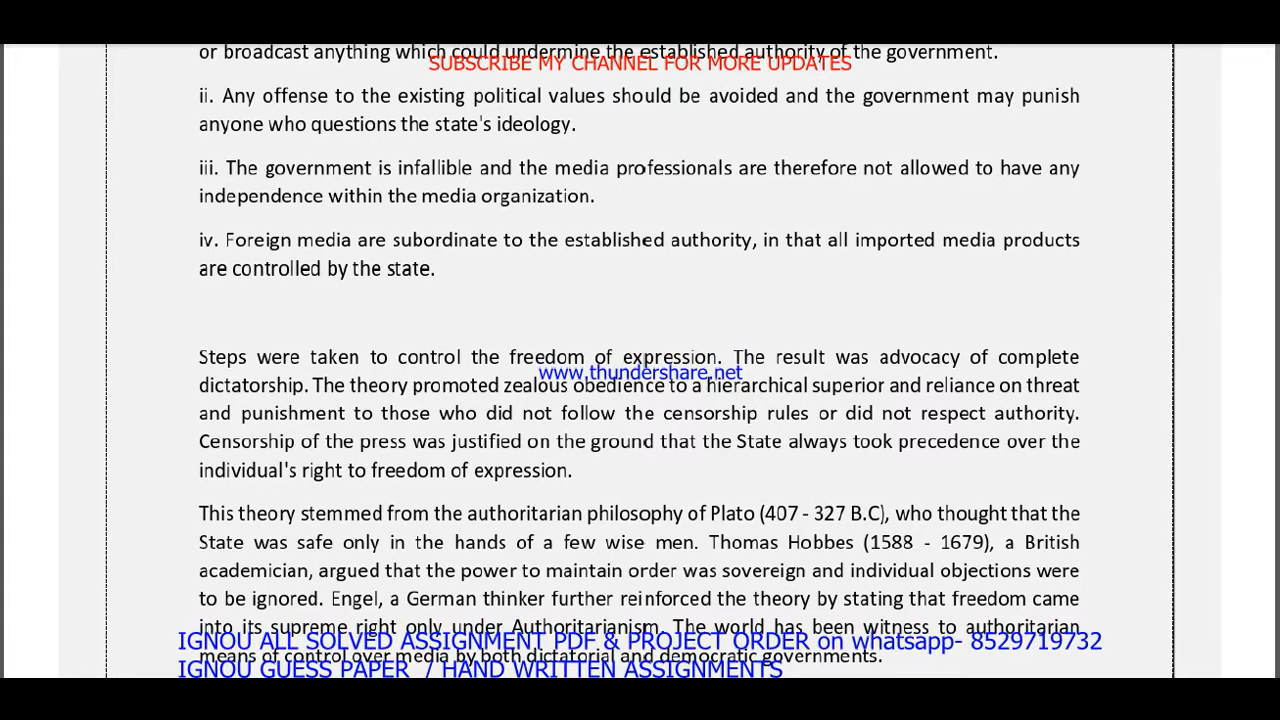 or broadcast anything which could undermine the established authority of the government.
SUBSCRIBE MY CHANNEL FOR MORE UPDATES
ii. Any offense to the existing political values should be avoided and the government may punish
anyone who questions the state's ideology.
iii. The government is infallible and the media professionals are therefore not allowed to have any
independence within the media organization.
iv. Foreign media are subordinate to the established authority, in that all imported media products
are controlled by the state.
Steps were taken to control the freedom of expression. The result was advocacy of complete
www.thundershare.net
dictatorship. The theory promoted zealous obedience to a hierarchical superior and reliance on threat
and punishment to those who did not follow the censorship rules or did not respect authority.
Censorship of the press was justified on the ground that the State always took precedence over the
individual's right to freedom of expression.
This theory stemmed from the authoritarian philosophy of Plato (407 - 327 B.C), who thought that the
State was safe only in the hands of a few wise men. Thomas Hobbes (1588 - 1679), a British
academician, argued that the power to maintain order was sovereign and individual objections were
to be ignored. Engel, a German thinker further reinforced the theory by stating that freedom came
into its supreme right only under Authoritarianism. The world has been witness to authoritarian
IGNOU ALL SOLVED ASSIGNMENT PDF & PROJECT ORDER on whatsapp- 8529719732
means of control over media by both dictatorial and democratic governments.
IGNOU GUESS PAPER / HAND WRITTEN ASSIGNMENTS